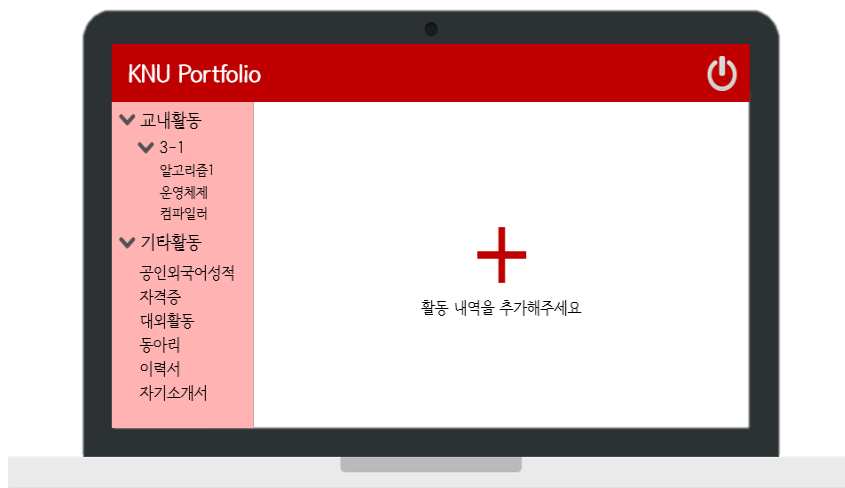 KNU Portfolio
교내활동
3-1
알고리즘1
운영체제
컴파일러
기타활동
공인외국어성적
자격증
대외활동
동아리
이력서
자기소개서
활동 내역을 추가해주세요